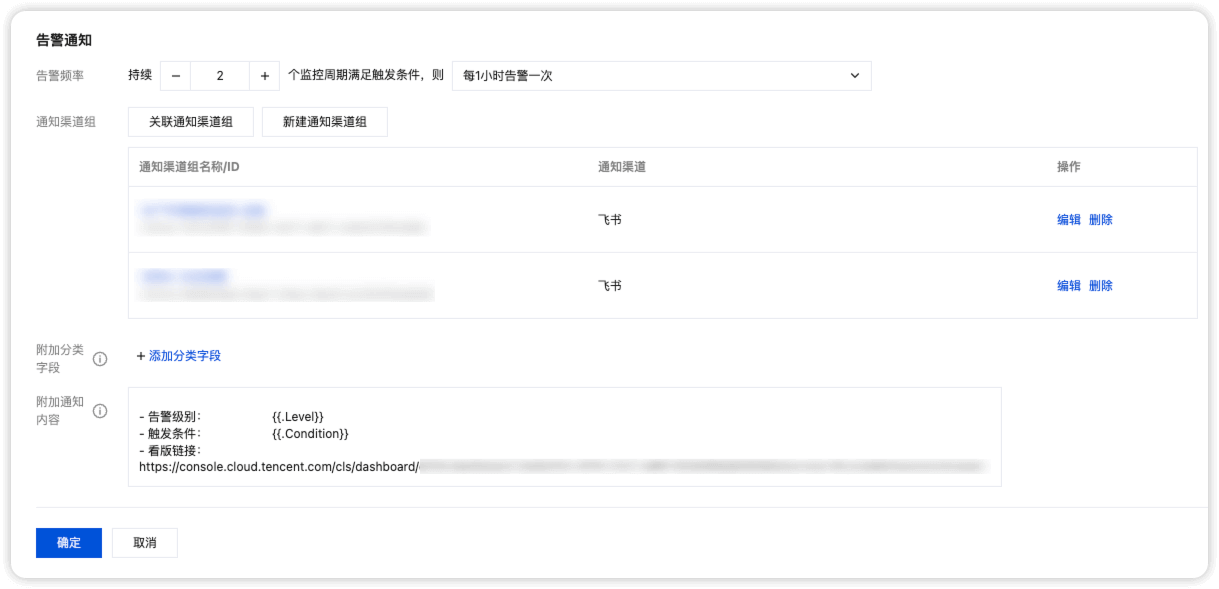 告警通知
告警频率 持续 − 2 + 个监控周期满足触发条件，则 每1小时告警一次
通知渠道组 关联通知渠道组 新建通知渠道组
通知渠道组名称/ID 通知渠道 操作
飞书 编辑 删除
飞书 编辑 删除
附加分类
字段
+ 添加分类字段
附加通知
内容
- 告警级别： {{.Level}}
- 触发条件： {{.Condition}}
- 看版链接：
https://console.cloud.tencent.com/cls/dashboard/
确定 取消